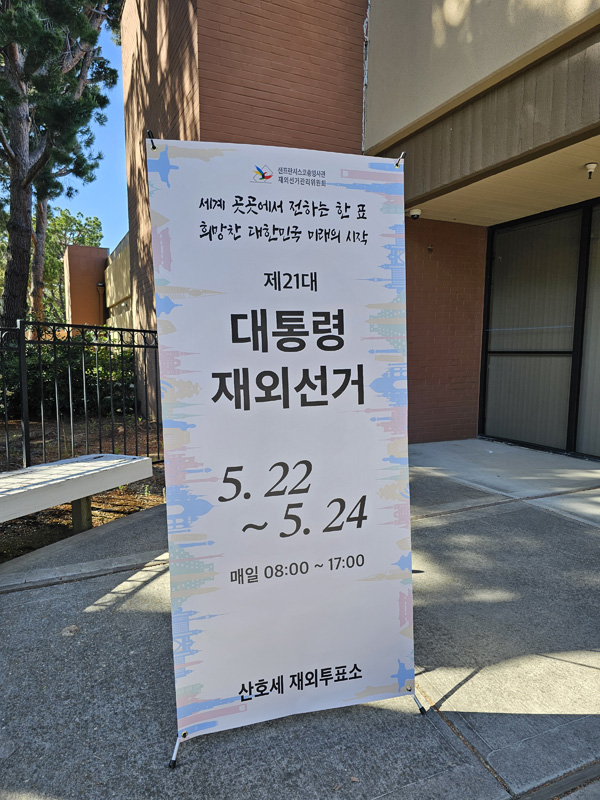 샌프란시스코총영사관
재외선거관리위원회
세계 곳곳에서 전하는 한 표
희망찬 대한민국 미래의 시작
제21대
대통령
재외선거
5. 22
~ 5. 24
매일 08:00 ~ 17:00
산호세 재외투표소